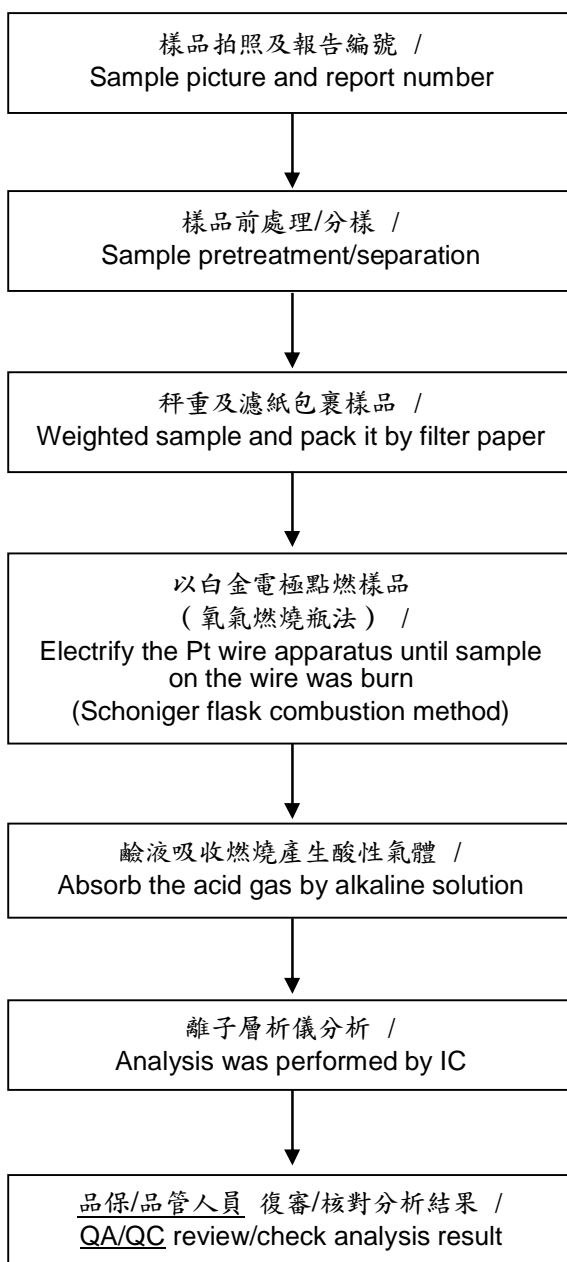 樣品拍照及報告編號 /
Sample picture and report number
樣品前處理/分樣 /
Sample pretreatment/separation
秤重及濾紙包裹樣品 /
Weighted sample and pack it by filter paper
以白金電極點燃樣品
（氧氣燃燒瓶法） /
Electrify the Pt wire apparatus until sample
on the wire was burn
(Schoniger flask combustion method)
鹼液吸收燃燒產生酸性氣體 /
Absorb the acid gas by alkaline solution
離子層析儀分析 /
Analysis was performed by IC
品保/品管人員 復審/核對分析結果 /
QA/QC review/check analysis result